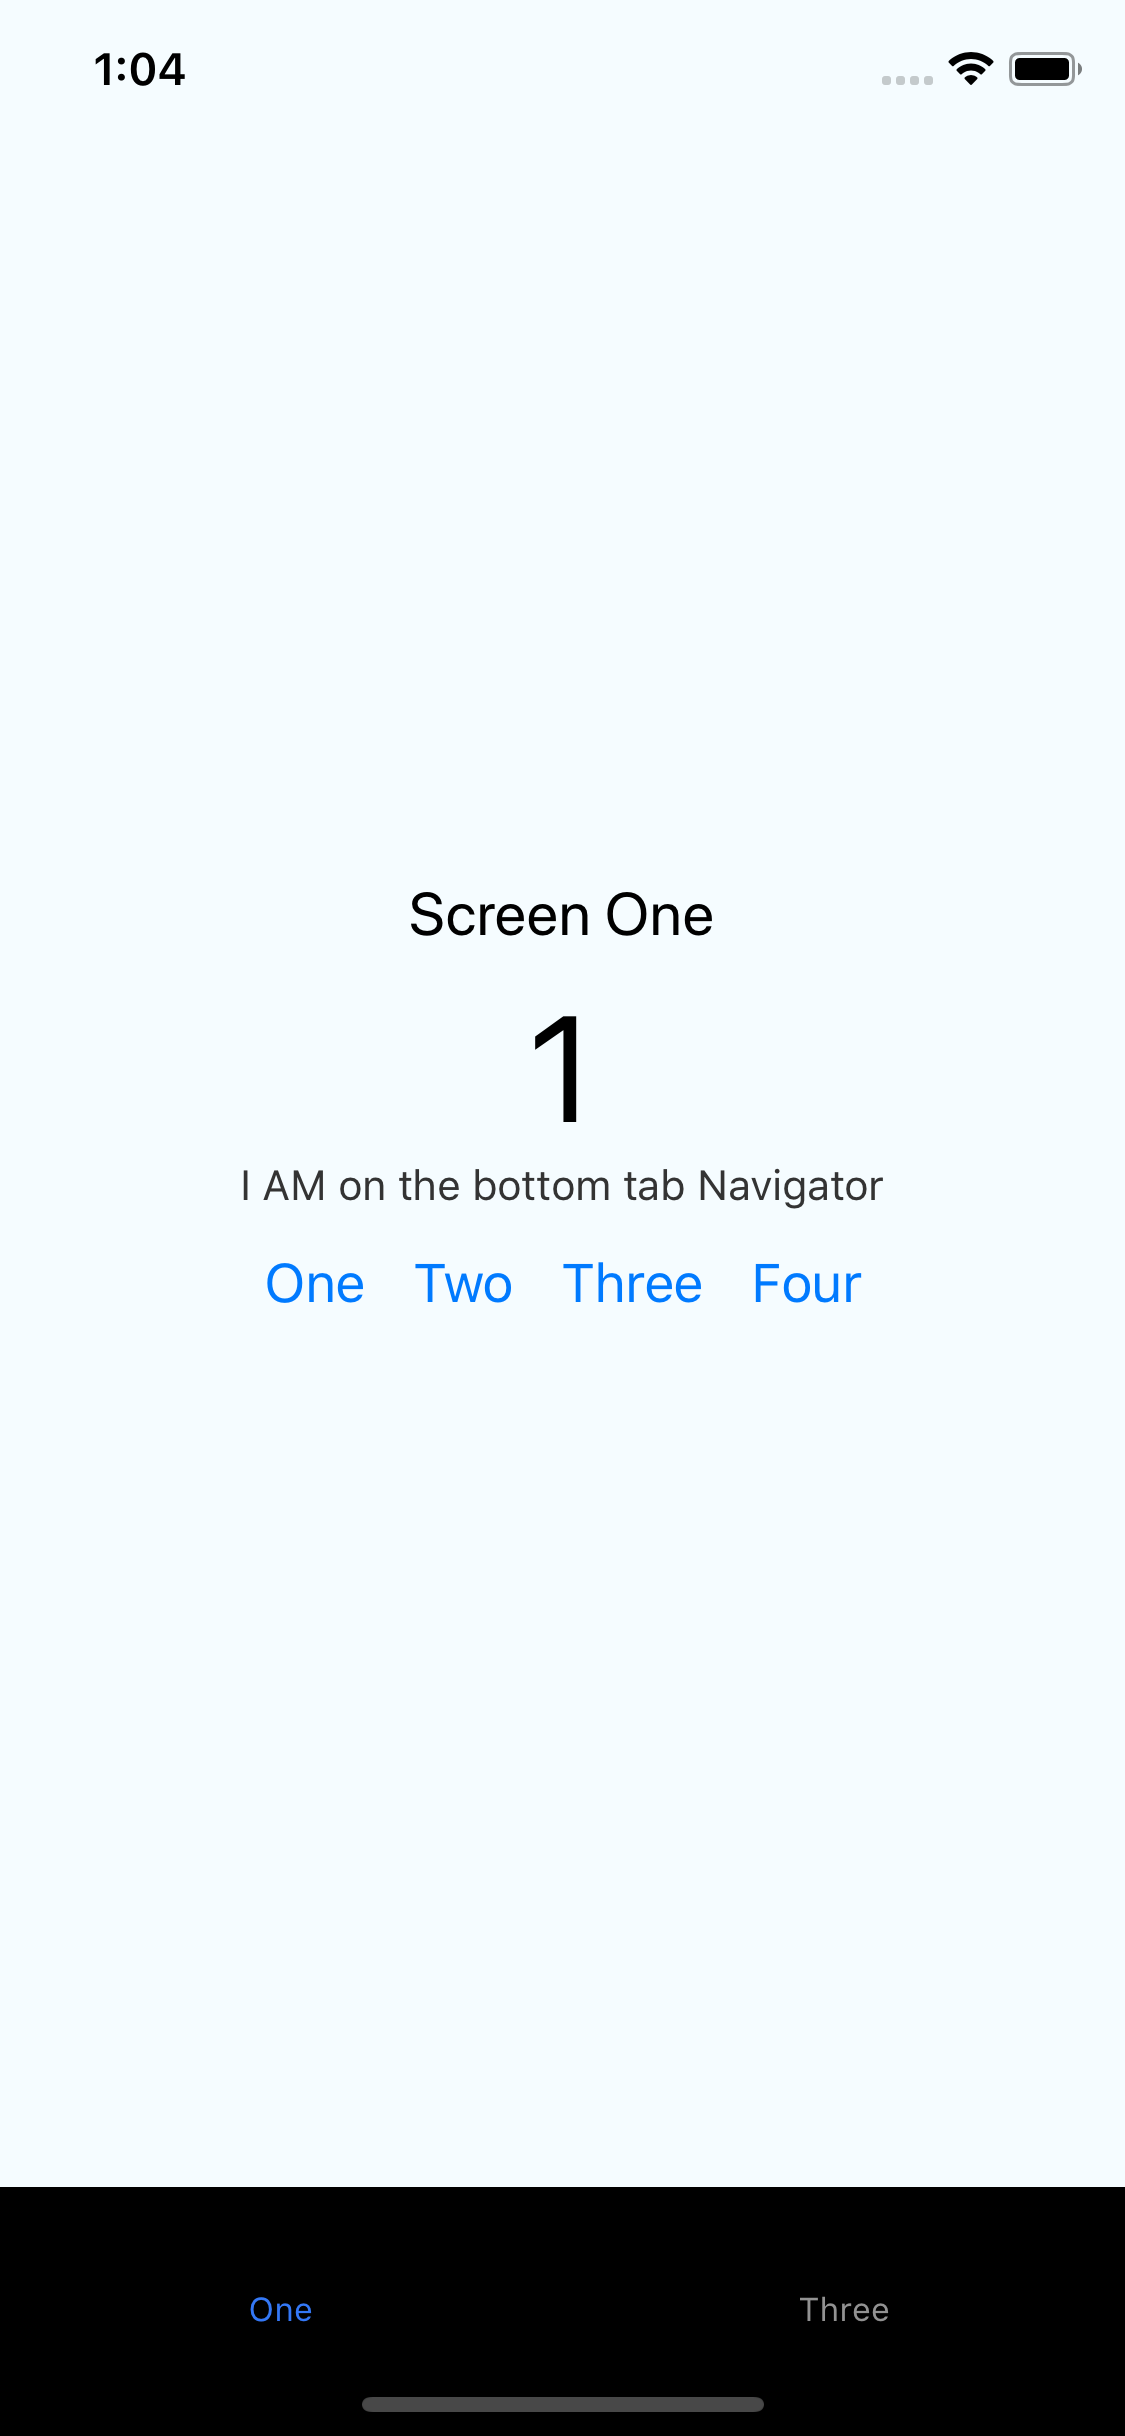 1:04
Screen One
1
I AM on the bottom tab Navigator
One Two Three Four
One Three